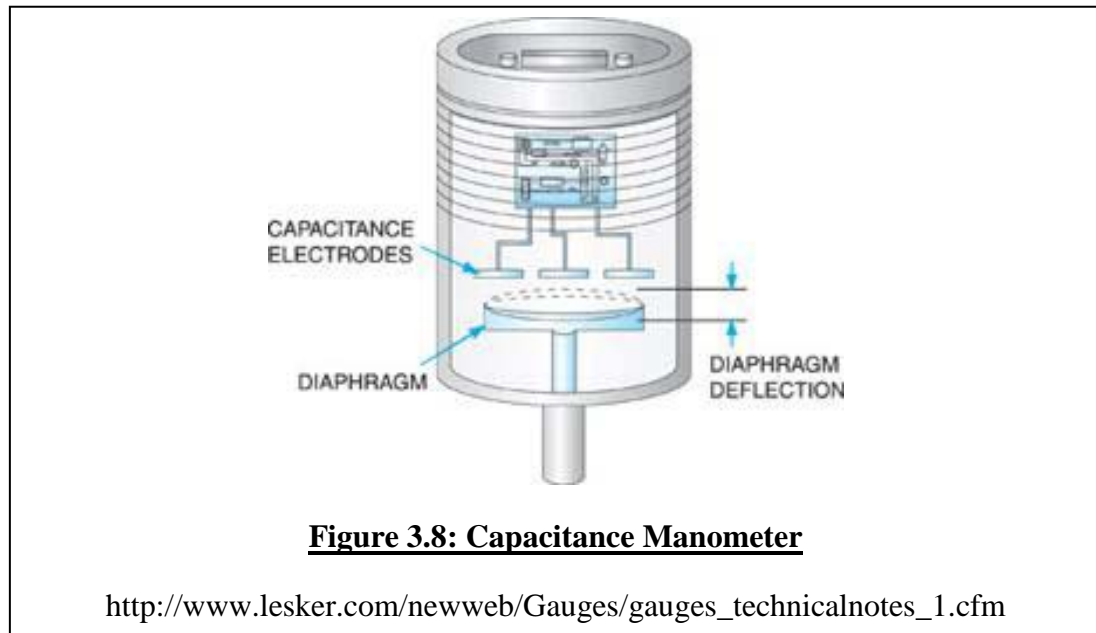 CAPACITANCE
ELECTRODES
DIAPHRAGM
DIAPHRAGM
DEFLECTION
Figure 3.8: Capacitance Manometer
http://www.lesker.com/newweb/Gauges/gauges_technicalnotes_1.cfm